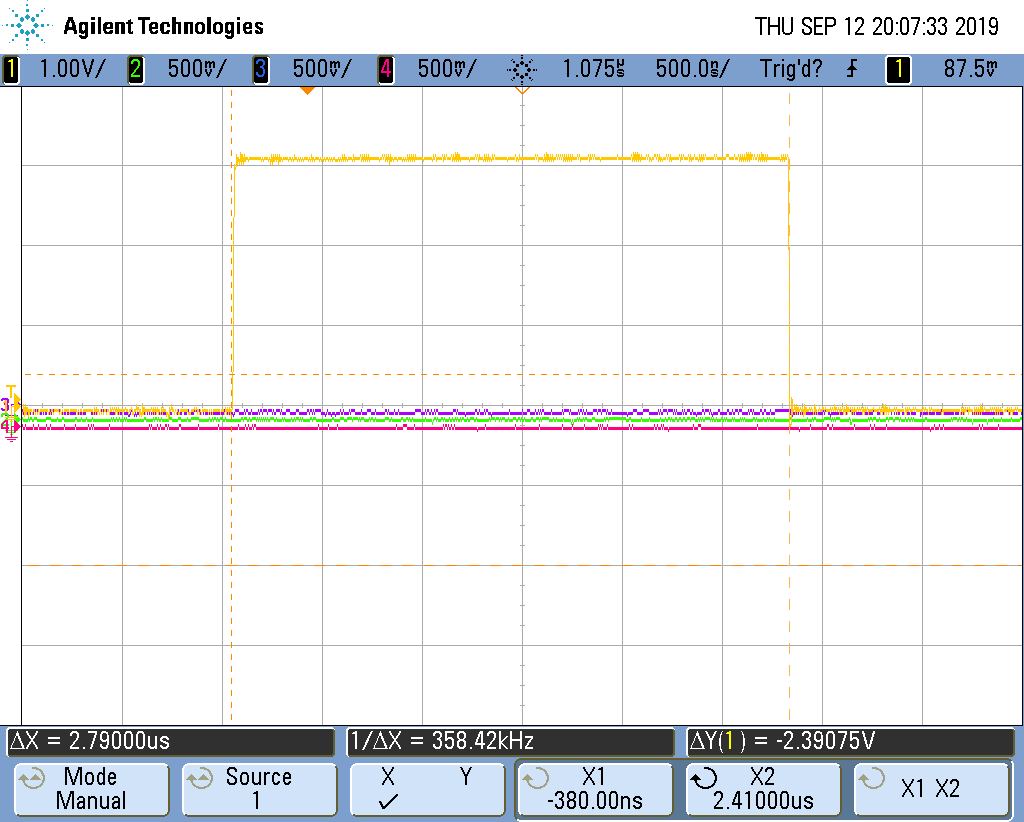 Agilent Technologies
THU SEP 12 20:07:33 2019
1 1.00V/ 2 500mV/ 3 500mV/ 4 500mV/ 1.075us 500.0ns/ Trig'd? 1 87.5mV
T
3
2
4
ΔX = 2.79000us 1/ΔX = 358.42kHz ΔY(1) = -2.39075V
Mode Source X Y X1 X2 X1 X2
Manual 1 -380.00ns 2.41000us